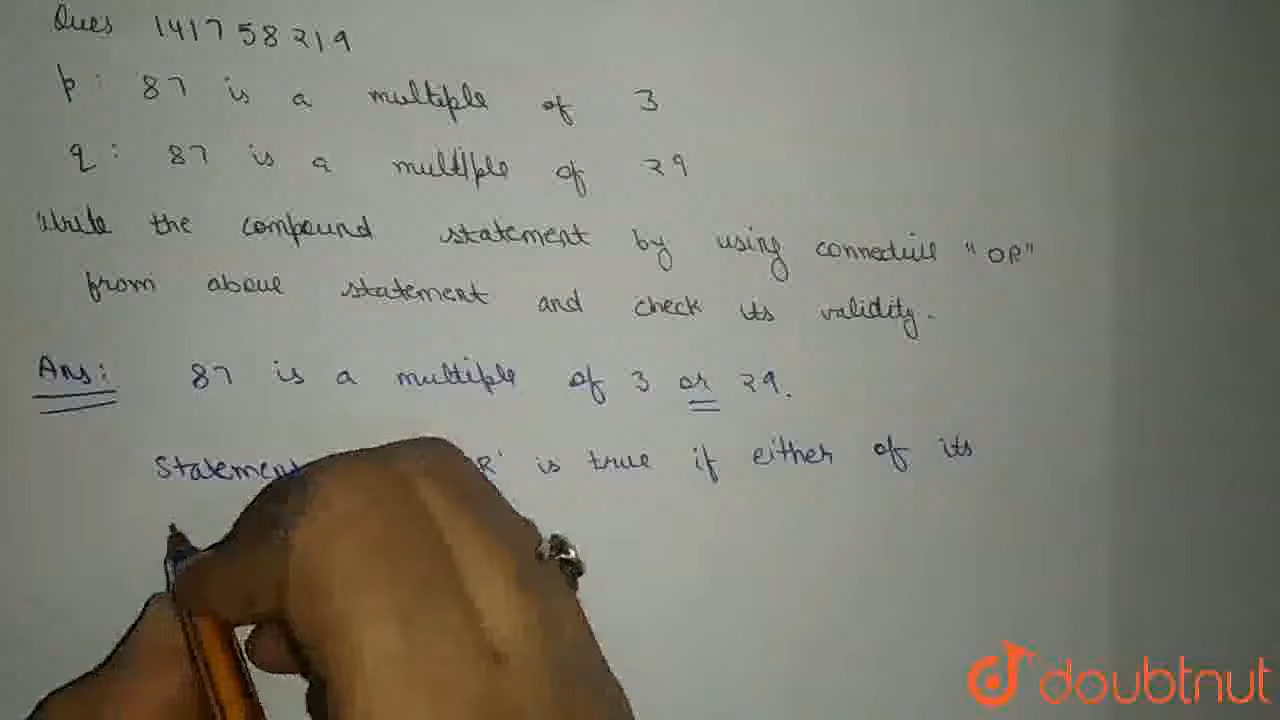 Ques 141758219
p: 87 is a multiple of 3
q: 87 is a multiple of 29
Write the compound statement by using connective "OR"
from above statement and check its validity.
Ans: 87 is a multiple of 3 or 29.
Statement is true if either of its
doubtnut